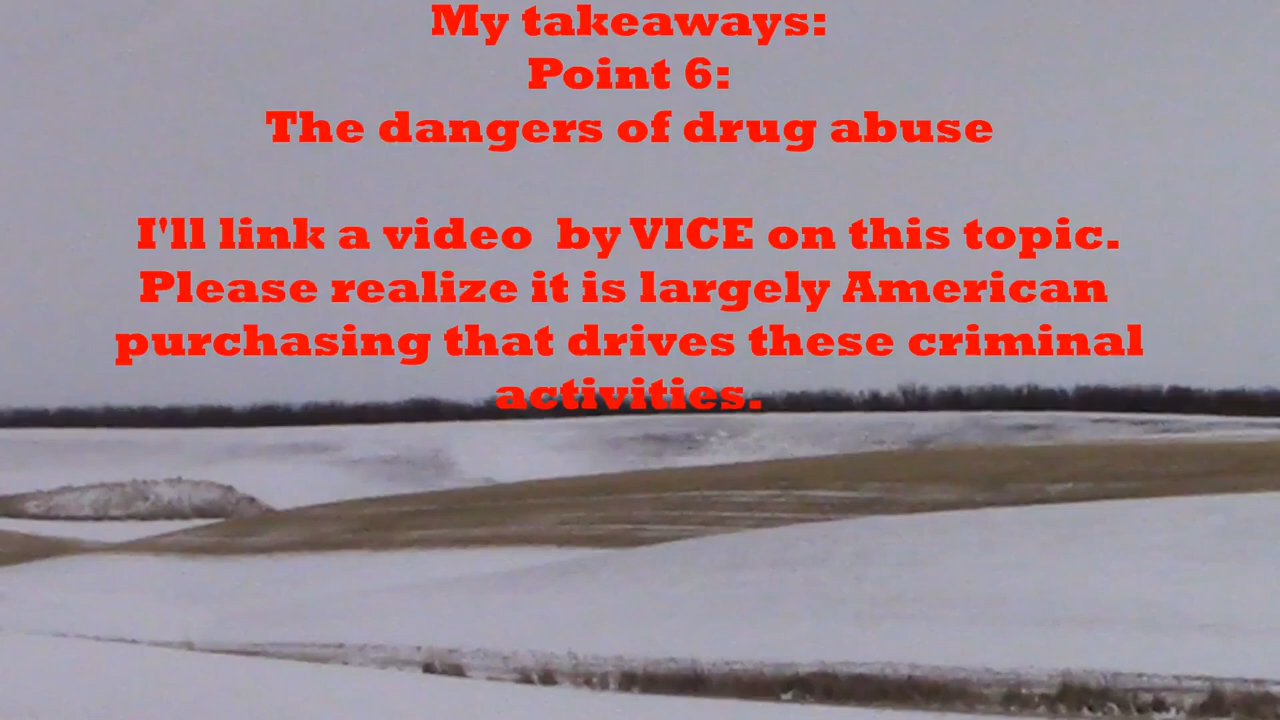 My takeaways:
Point 6:
The dangers of drug abuse
I'll link a video  by VICE on this topic.
Please realize it is largely American
purchasing that drives these criminal
activities.